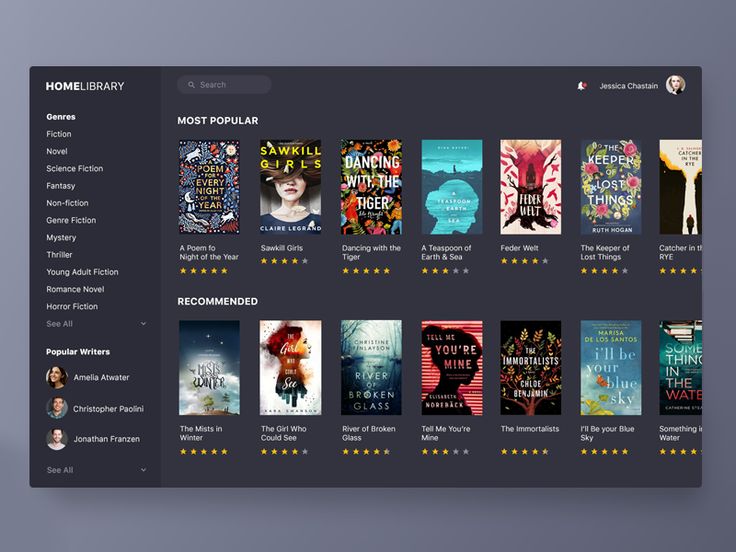 HOMELIBRARY
Search
Jessica Chastain
Genres
Fiction
Novel
Science Fiction
Fantasy
Non-fiction
Genre Fiction
Mystery
Thriller
Young Adult Fiction
Romance Novel
Horror Fiction
See All
Popular Writers
Amelia Atwater
Christopher Paolini
Jonathan Franzen
See All
MOST POPULAR
A POEM
FOR
EVERY
NIGHT
OF THE
YEAR
SAWKILL
GIRLS
CLAIRE LEGRAND
DANCING
WITH THE
TIGER
Lili Wright
A TEASPOON
EARTH
SEA
FEDER
WELT
THE
KEEPER
OF
LOST
THINGS
RUTH HOGAN
CATCHER
IN THE
RYE
A Poem fo
Night of the Year
Sawkill Girls
Dancing with the
Tiger
A Teaspoon of
Earth & Sea
Feder Welt
The Keeper of
Lost Things
Catcher in th
RYE
RECOMMENDED
THE
MISTS
IN
WINTER
THE
Girl
WHO
COULD
See
KARA SWANSON
CHRISTINE
FINLAYSON
RIVER
OF
BROKEN
GLASS
TELL ME
YOU'RE
MINE
ELISABETH
NOREBÄCK
THE
IMMORTALISTS
CHLOE
BENJAMIN
MARISA
DE LOS SANTOS
i'll be
your
blue
sky
SOME
THING
IN THE
WATER
CATHERINE STEA
The Mists in
Winter
The Girl Who
Could See
River of Broken
Glass
Tell Me You're
Mine
The Immortalists
I'll Be your Blue
Sky
Something i
Water